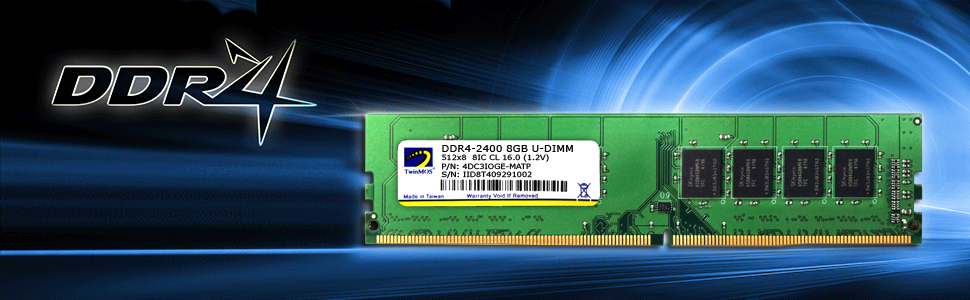 DDR4
DDR4-2400 8GB U-DIMM
512x8 8IC CL 16.0 (1.2V)
P/N: 4DC3IOGE-MATP
S/N: IID8T409291002
TwinMOS
Made in Taiwan Warranty Void If Removed